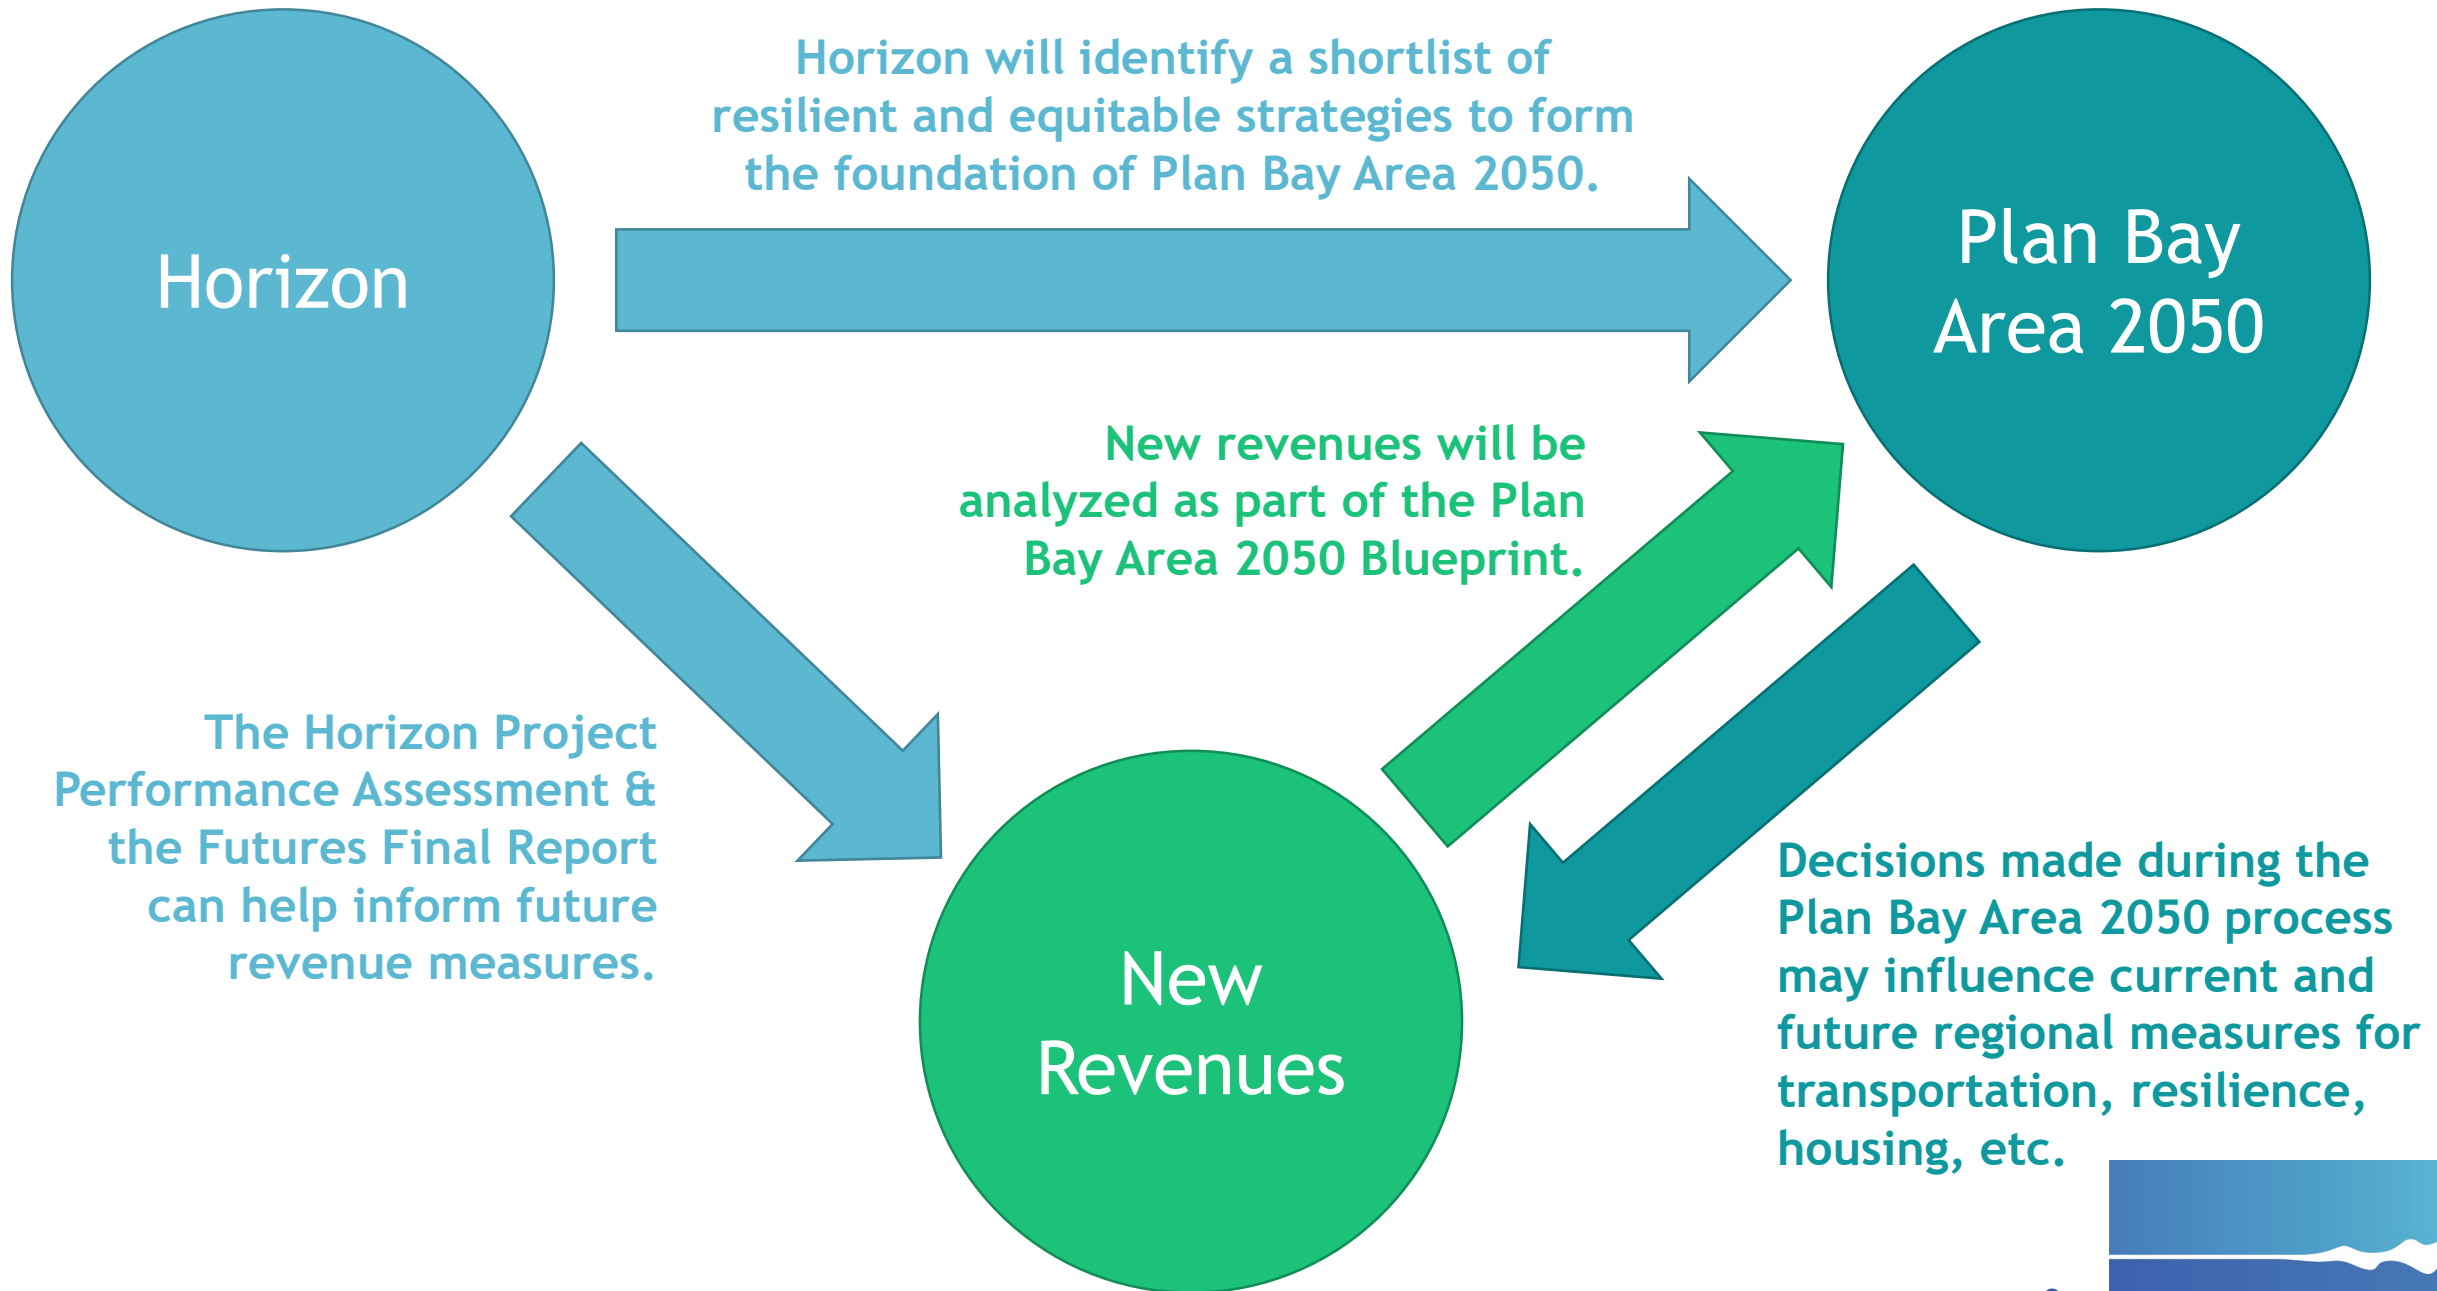 Horizon
Horizon will identify a shortlist of
resilient and equitable strategies to form
the foundation of Plan Bay Area 2050.
Plan Bay
Area 2050
New revenues will be
analyzed as part of the Plan
Bay Area 2050 Blueprint.
The Horizon Project
Performance Assessment &
the Futures Final Report
can help inform future
revenue measures.
New
Revenues
Decisions made during the
Plan Bay Area 2050 process
may influence current and
future regional measures for
transportation, resilience,
housing, etc.